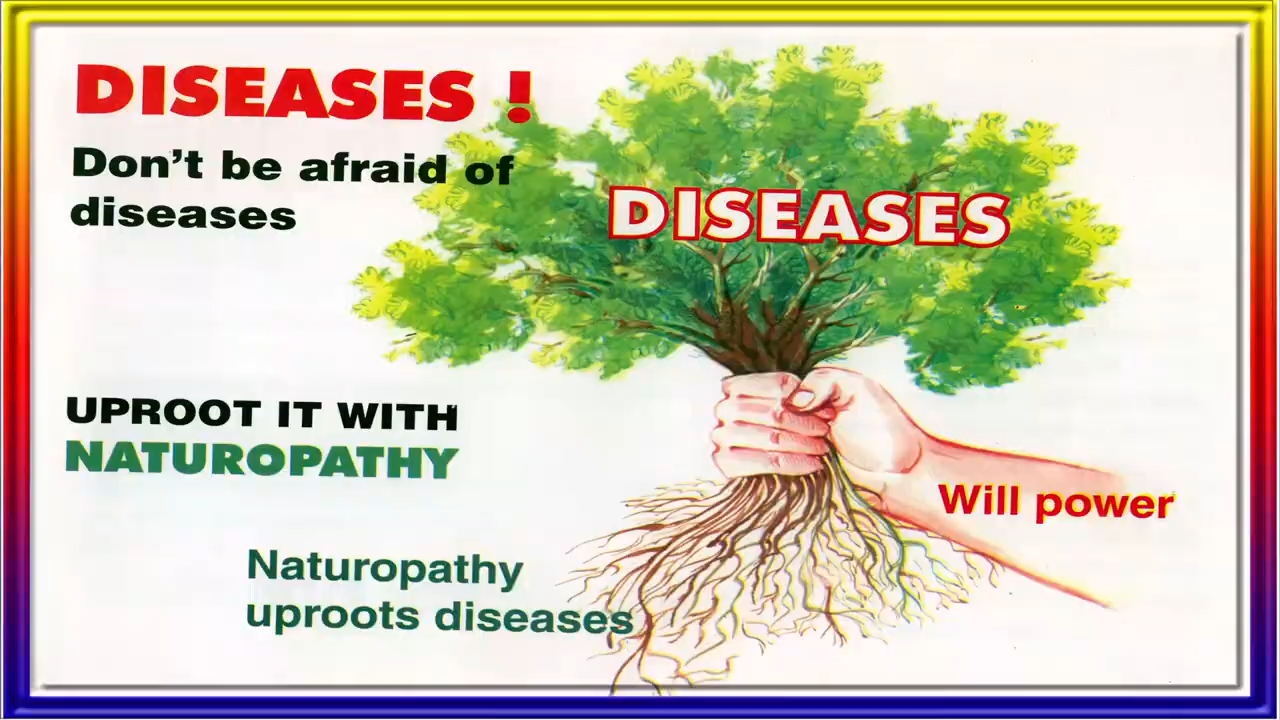 DISEASES !
Don't be afraid of
diseases
DISEASES
UPROOT IT WITH
NATUROPATHY
Will power
Naturopathy
uproots diseases